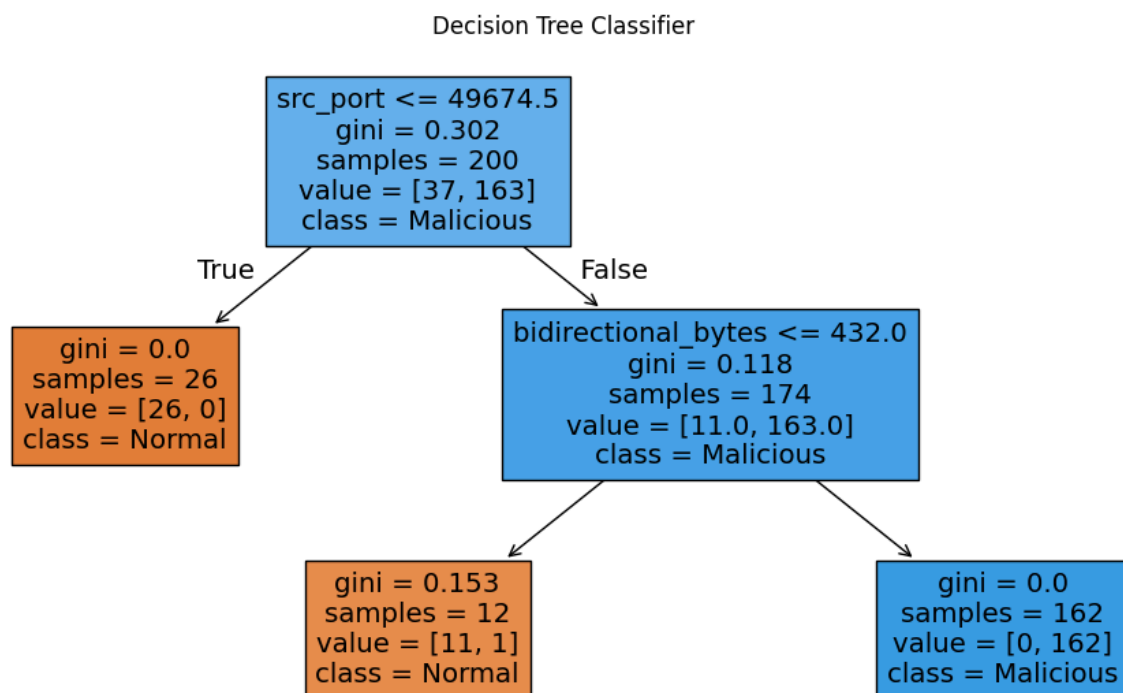 Decision Tree Classifier
src_port <= 49674.5
gini = 0.302
samples = 200
value = [37, 163]
class = Malicious
True
False
gini = 0.0
samples = 26
value = [26, 0]
class = Normal
bidirectional_bytes <= 432.0
gini = 0.118
samples = 174
value = [11.0, 163.0]
class = Malicious
gini = 0.153
samples = 12
value = [11, 1]
class = Normal
gini = 0.0
samples = 162
value = [0, 162]
class = Malicious